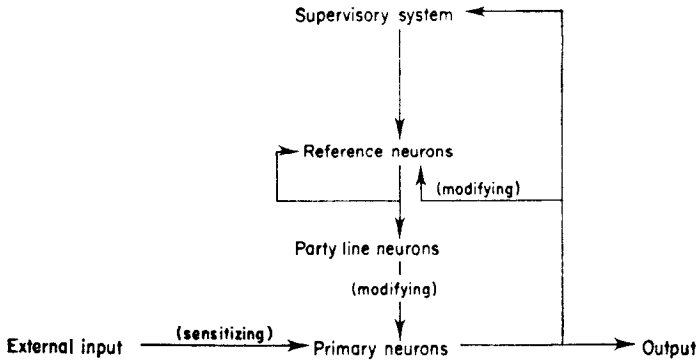 Supervisory system
Reference neurons
(modifying)
Party line neurons
(modifying)
External input
(sensitizing)
Primary neurons
Output